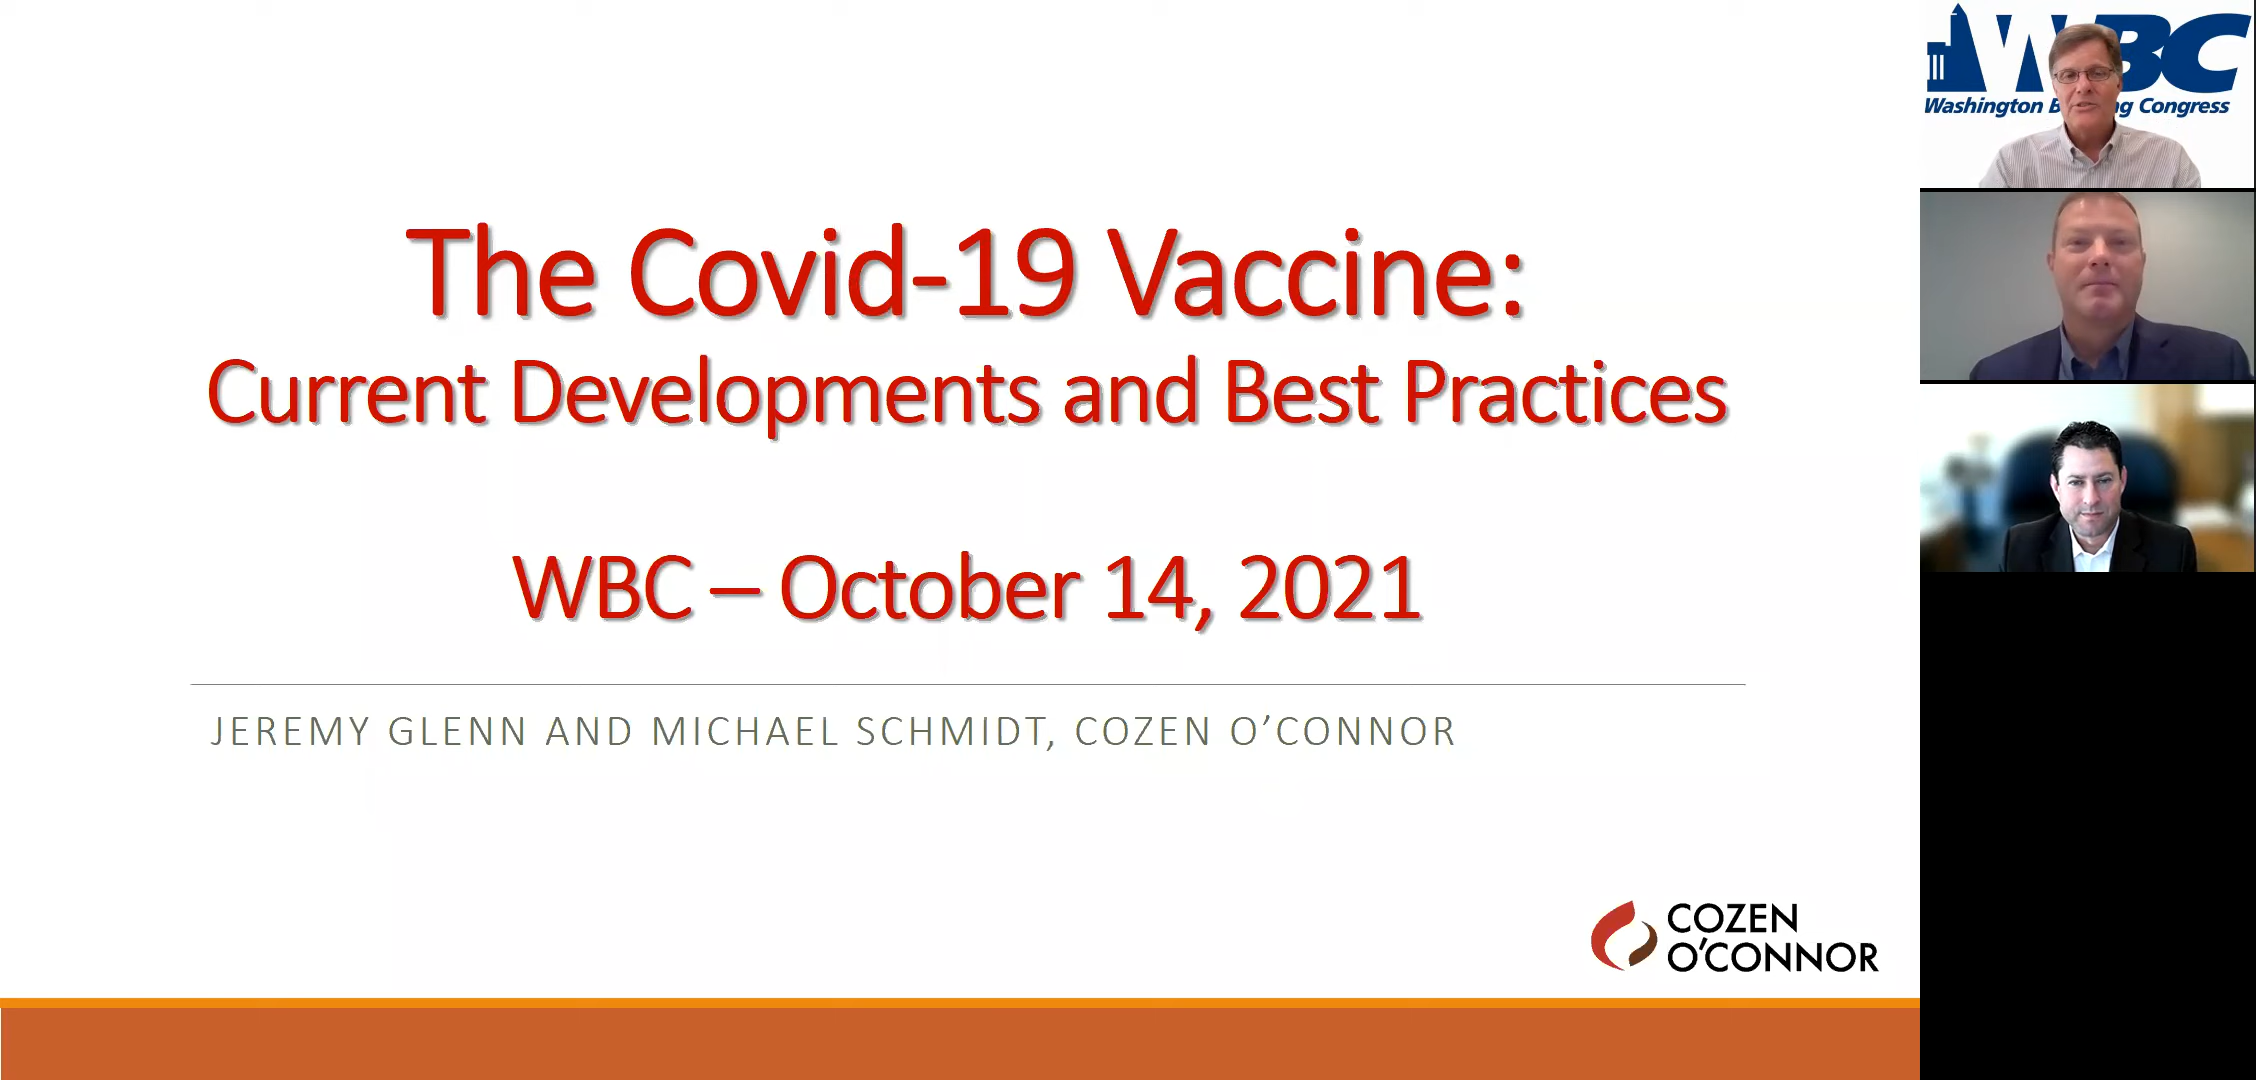 The Covid-19 Vaccine:
Current Developments and Best Practices
WBC – October 14, 2021
JEREMY GLENN AND MICHAEL SCHMIDT, COZEN O’CONNOR
COZEN
O’CONNOR
WBC
Washington B ng Congress